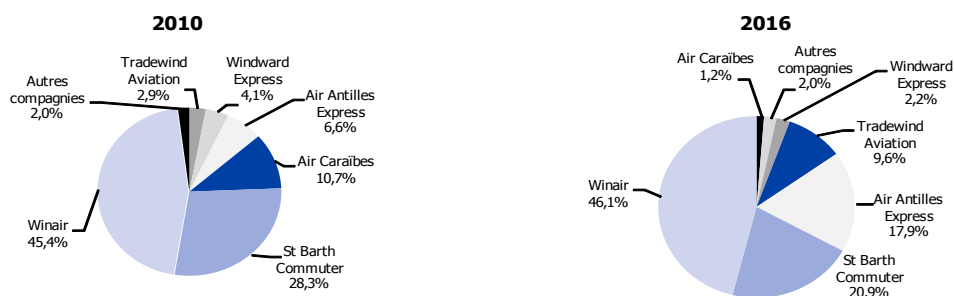 2010
Autres
compagnies
2,0%
Tradewind
Aviation
2,9%
Windward
Express
4,1%
Air Antilles
Express
6,6%
Air Caraïbes
10,7%
St Barth
Commuter
28,3%
Winair
45,4%
2016
Air Caraïbes
1,2%
Autres
compagnies
2,0%
Windward
Express
2,2%
Tradewind
Aviation
9,6%
Air Antilles
Express
17,9%
St Barth
Commuter
20,9%
Winair
46,1%